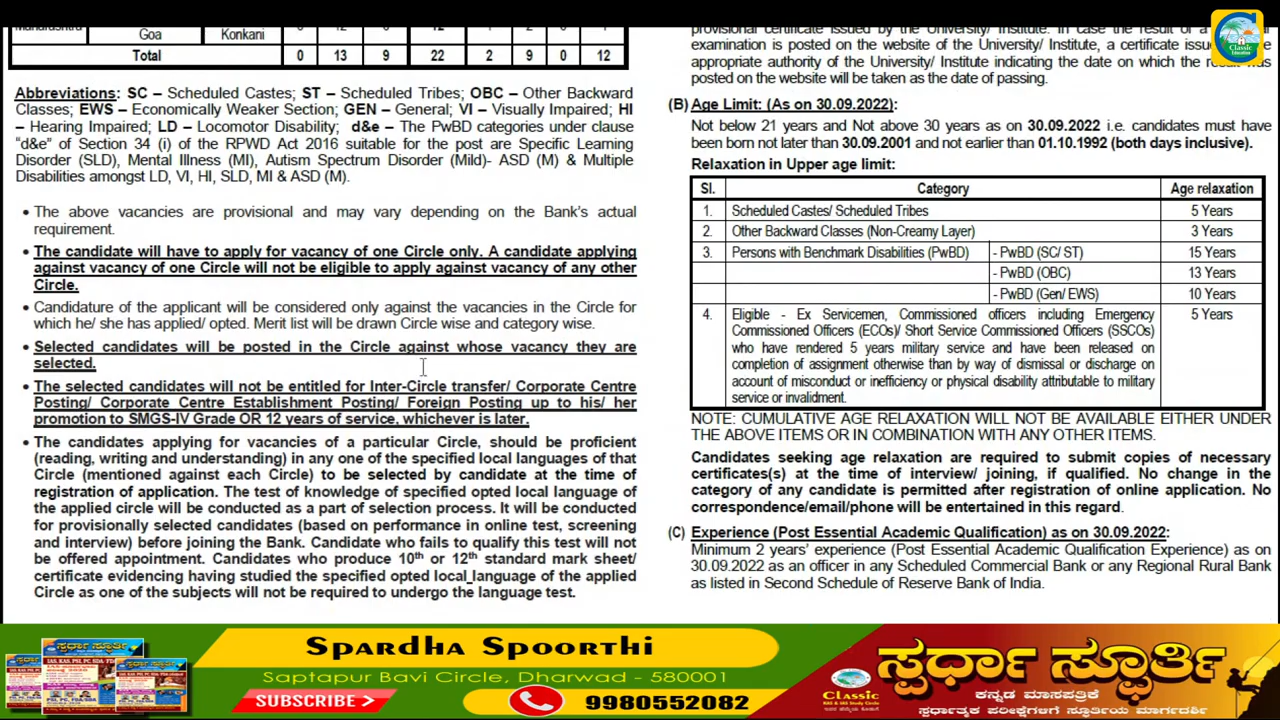 Goa Konkani
Total 0 13 9 22 2 9 0 12
Abbreviations: SC – Scheduled Castes; ST – Scheduled Tribes; OBC – Other Backward
Classes; EWS – Economically Weaker Section; GEN – General; VI – Visually Impaired; HI
– Hearing Impaired; LD – Locomotor Disability; d&e – The PwBD categories under clause
“d&e” of Section 34 (i) of the RPWD Act 2016 suitable for the post are Specific Learning
Disorder (SLD), Mental Illness (MI), Autism Spectrum Disorder (Mild)- ASD (M) & Multiple
Disabilities amongst LD, VI, HI, SLD, MI & ASD (M).
• The above vacancies are provisional and may vary depending on the Bank's actual
requirement.
• The candidate will have to apply for vacancy of one Circle only. A candidate applying
against vacancy of one Circle will not be eligible to apply against vacancy of any other
Circle.
• Candidature of the applicant will be considered only against the vacancies in the Circle for
which he/ she has applied/ opted. Merit list will be drawn Circle wise and category wise.
• Selected candidates will be posted in the Circle against whose vacancy they are
selected.
• The selected candidates will not be entitled for Inter-Circle transfer/ Corporate Centre
Posting/ Corporate Centre Establishment Posting/ Foreign Posting up to his/ her
promotion to SMGS-IV Grade OR 12 years of service, whichever is later.
• The candidates applying for vacancies of a particular Circle, should be proficient
(reading, writing and understanding) in any one of the specified local languages of that
Circle (mentioned against each Circle) to be selected by candidate at the time of
registration of application. The test of knowledge of specified opted local language of
the applied circle will be conducted as a part of selection process. It will be conducted
for provisionally selected candidates (based on performance in online test, screening
and interview) before joining the Bank. Candidate who fails to qualify this test will not
be offered appointment. Candidates who produce 10th or 12th standard mark sheet/
certificate evidencing having studied the specified opted local language of the applied
Circle as one of the subjects will not be required to undergo the language test.
provisional certificate issued by the University/ Institute. In case the result of a
examination is posted on the website of the University/ Institute, a certificate
appropriate authority of the University/ Institute indicating the date on which the
posted on the website will be taken as the date of passing.
(B) Age Limit: (As on 30.09.2022):
Not below 21 years and Not above 30 years as on 30.09.2022 i.e. candidates must have
been born not later than 30.09.2001 and not earlier than 01.10.1992 (both days inclusive).
Relaxation in Upper age limit:
Sl. Category Age relaxation
1. Scheduled Castes/ Scheduled Tribes 5 Years
2. Other Backward Classes (Non-Creamy Layer) 3 Years
3. Persons with Benchmark Disabilities (PwBD) - PwBD (SC/ ST) 15 Years
- PwBD (OBC) 13 Years
- PwBD (Gen/ EWS) 10 Years
4. Eligible - Ex Servicemen, Commissioned officers including Emergency 5 Years
Commissioned Officers (ECOs)/ Short Service Commissioned Officers (SSCOs)
who have rendered 5 years military service and have been released on
completion of assignment otherwise than by way of dismissal or discharge on
account of misconduct or inefficiency or physical disability attributable to military
service or invalidment.
NOTE: CUMULATIVE AGE RELAXATION WILL NOT BE AVAILABLE EITHER UNDER
THE ABOVE ITEMS OR IN COMBINATION WITH ANY OTHER ITEMS.
Candidates seeking age relaxation are required to submit copies of necessary
certificates(s) at the time of interview/ joining, if qualified. No change in the
category of any candidate is permitted after registration of online application. No
correspondence/email/phone will be entertained in this regard.
(C) Experience (Post Essential Academic Qualification) as on 30.09.2022:
Minimum 2 years' experience (Post Essential Academic Qualification Experience) as on
30.09.2022 as an officer in any Scheduled Commercial Bank or any Regional Rural Bank
as listed in Second Schedule of Reserve Bank of India.
Classic
Education
Spardha Spoorthi
Saptapur Bavi Circle, Dharwad - 580001
SUBSCRIBE >
9980552082
ಸ್ಪರ್ಧಾ ಸ್ಫೂರ್ತಿ
ಸ್ಪರ್ಧಾ ಸ್ಫೂರ್ತಿ
Classic
KAS & IAS Study Circle
ಕನ್ನಡ ಮಾಸಪತ್ರಿಕೆ
ಸ್ಪರ್ಧಾತ್ಮಕ ಪರೀಕ್ಷೆಗಳಿಗೆ ಸ್ಫೂರ್ತಿಯ ಮಾರ್ಗದರ್ಶಿ